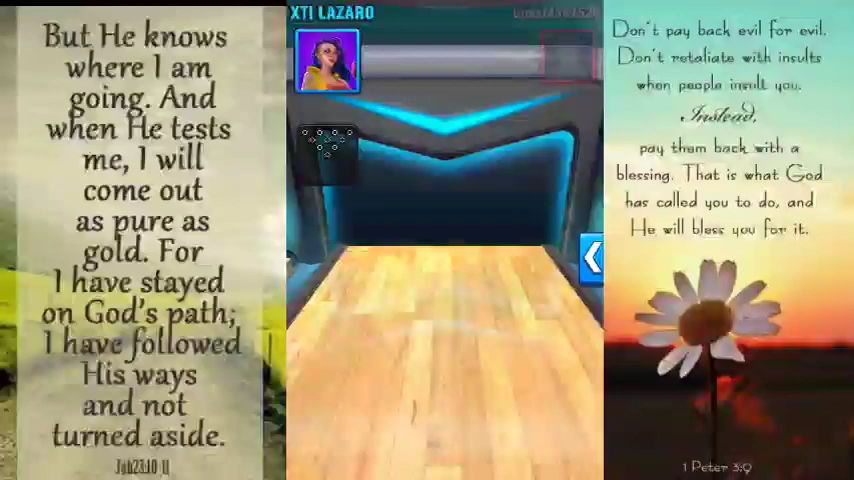 But He knows
where I am
going. And
when He tests
me, I will
come out
as pure as
gold. For
I have stayed
on God's path;
I have followed
His ways
and not
turned aside.
Job23:10-11
XTI LAZARO
Don't pay back evil for evil.
Don't retaliate with insults
when people insult you.
Instead,
pay them back with a
blessing. That is what God
has called you to do, and
He will bless you for it.
1 Peter 3:9